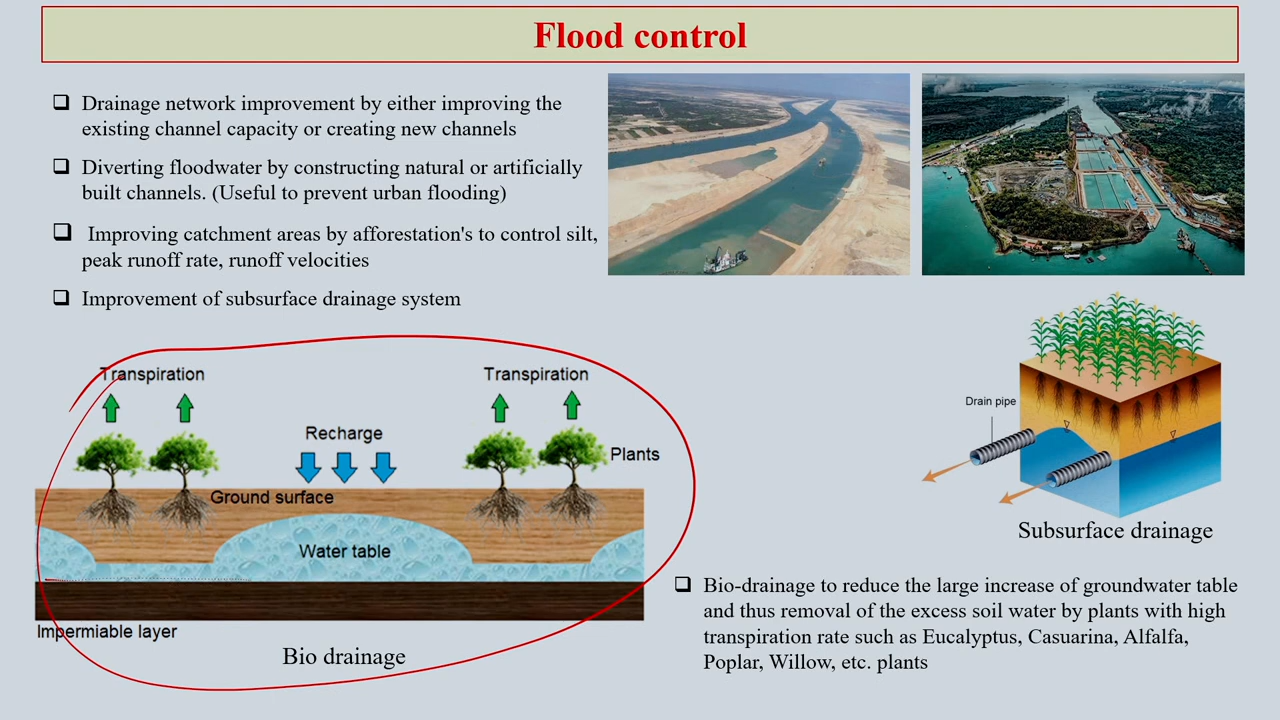 Flood control
❑ Drainage network improvement by either improving the
existing channel capacity or creating new channels
❑ Diverting floodwater by constructing natural or artificially
built channels. (Useful to prevent urban flooding)
❑ Improving catchment areas by afforestation's to control silt,
peak runoff rate, runoff velocities
❑ Improvement of subsurface drainage system
Transpiration
Transpiration
Recharge
Plants
Ground surface
Water table
Impermiable layer
Bio drainage
Drain pipe
Subsurface drainage
❑ Bio-drainage to reduce the large increase of groundwater table
and thus removal of the excess soil water by plants with high
transpiration rate such as Eucalyptus, Casuarina, Alfalfa,
Poplar, Willow, etc. plants